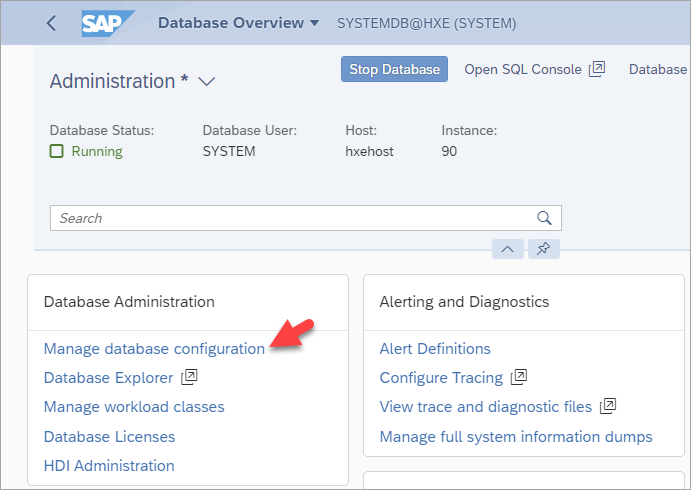 SAP Database Overview SYSTEMDB@HXE (SYSTEM)
Administration * Stop Database Open SQL Console Database
Database Status: Database User: Host: Instance:
Running SYSTEM hxehost 90
Search
Database Administration
Manage database configuration
Database Explorer
Manage workload classes
Database Licenses
HDI Administration
Alerting and Diagnostics
Alert Definitions
Configure Tracing
View trace and diagnostic files
Manage full system information dumps